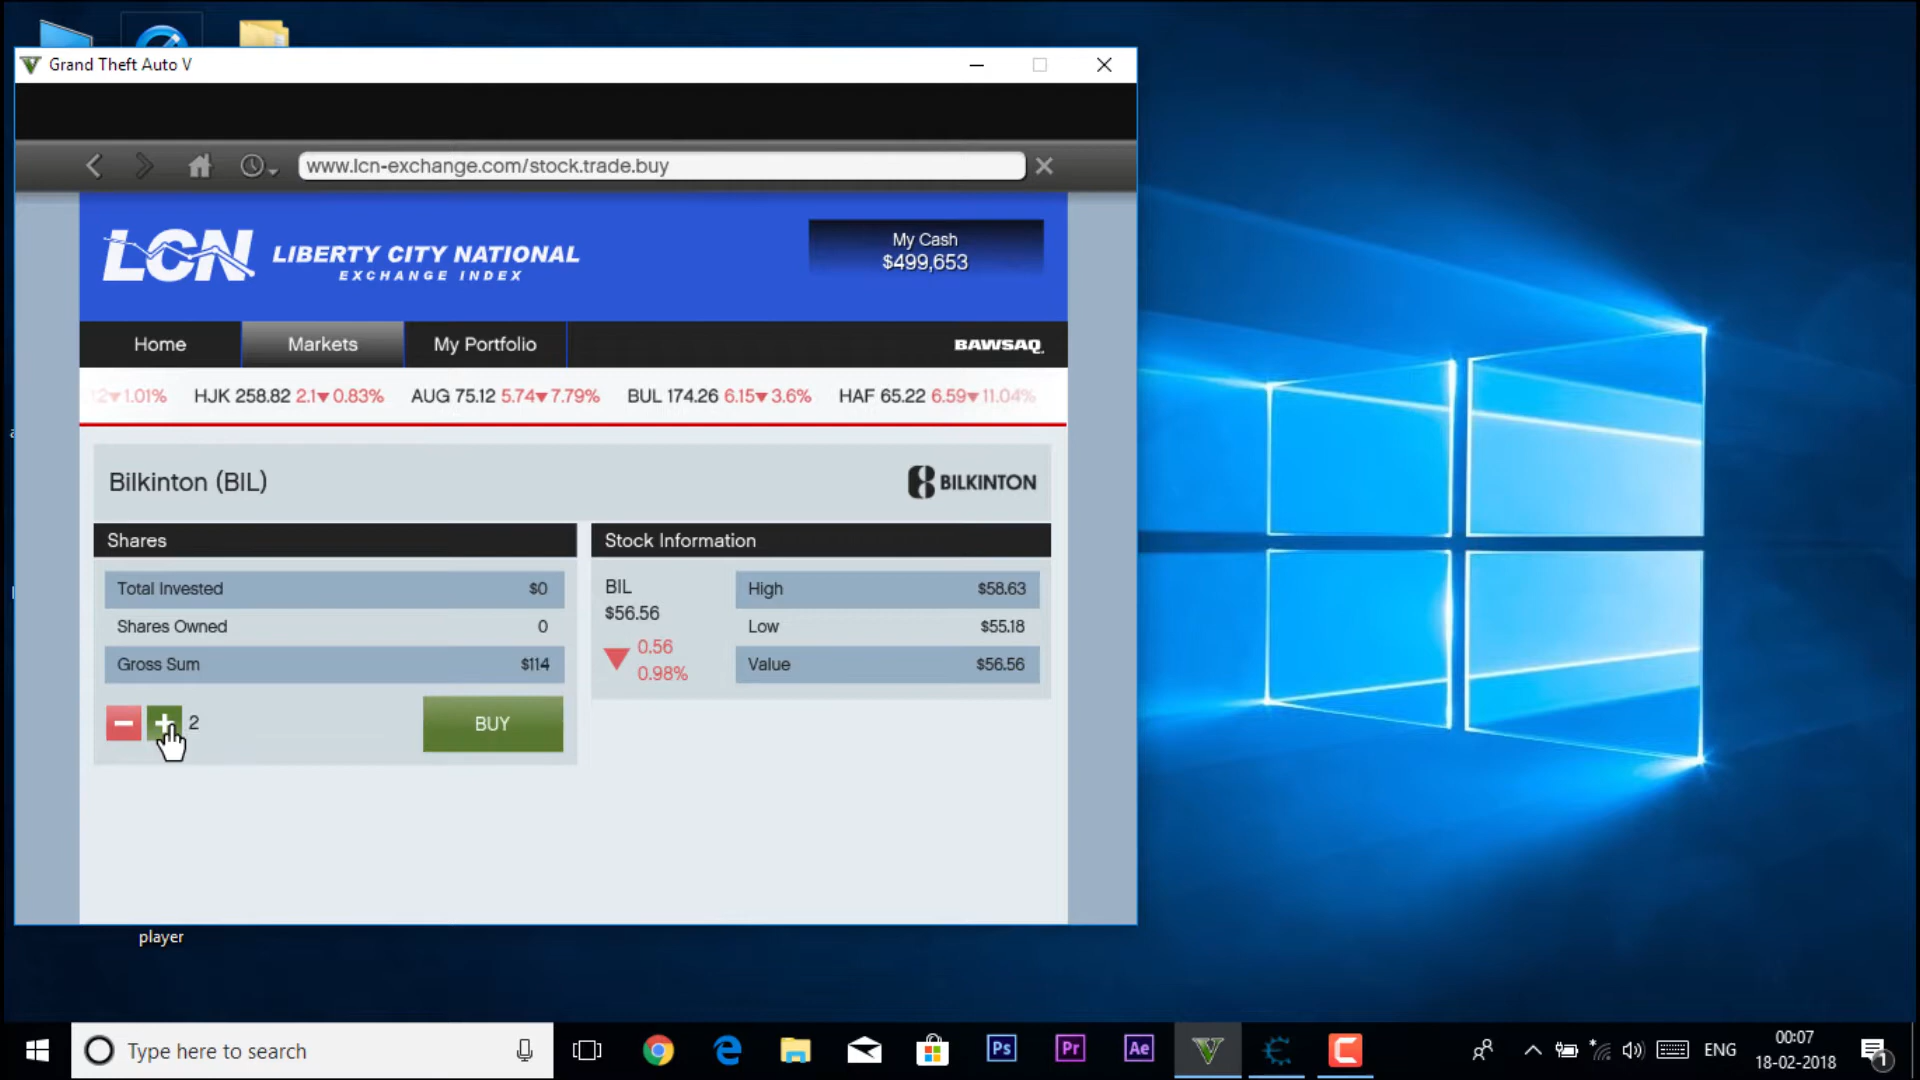 Grand Theft Auto V
www.lcn-exchange.com/stock.trade.buy
LCN LIBERTY CITY NATIONAL
EXCHANGE INDEX
My Cash
$499,653
Home Markets My Portfolio BAWSAQ
1.01% HJK 258.82 2.1▼0.83% AUG 75.12 5.74▼7.79% BUL 174.26 6.15▼3.6% HAF 65.22 6.59▼11.04%
Bilkinton (BIL) BILKINTON
Shares
Total Invested $0
Shares Owned 0
Gross Sum $114
− + 2 BUY
Stock Information
BIL
$56.56
▼ 0.56
0.98%
High $58.63
Low $55.18
Value $56.56
player
Type here to search
Ps Pr Ae
ENG
00:07
18-02-2018
1